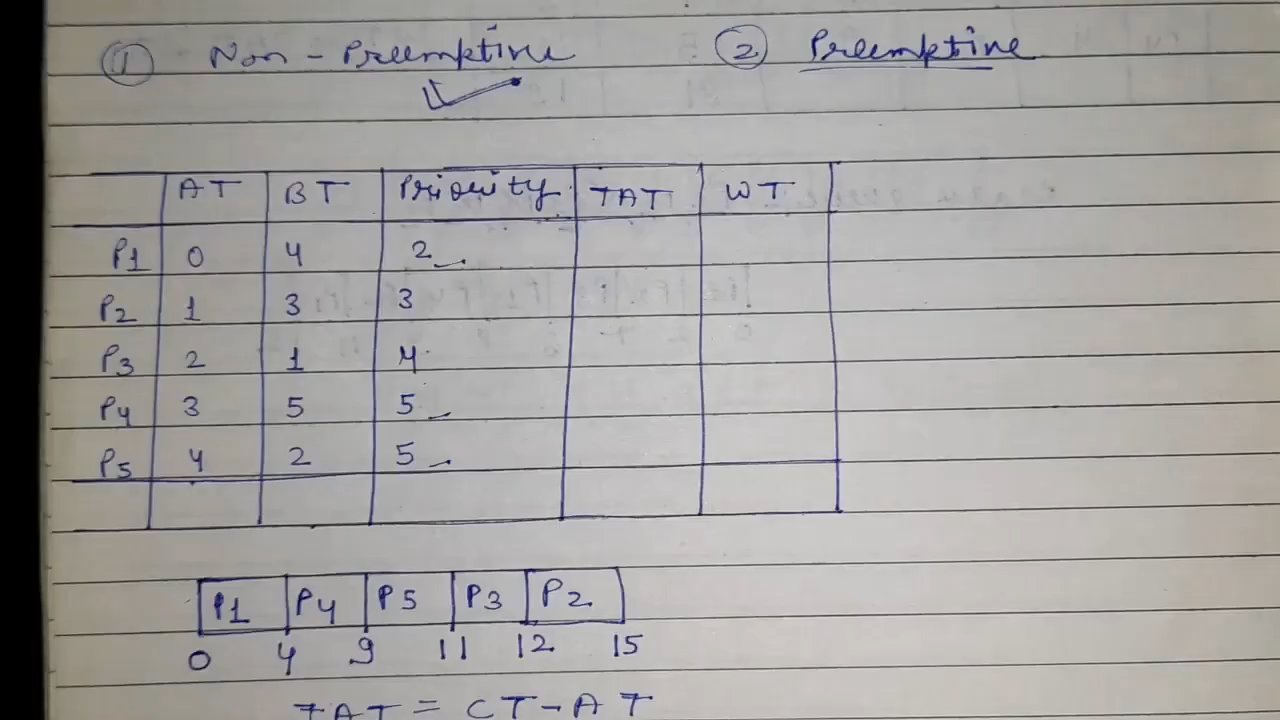 ① Non - Preemptive ② Preemptive
AT BT Priority TAT WT
P1 0 4 2
P2 1 3 3
P3 2 1 4
P4 3 5 5
P5 4 2 5
P1 P4 P5 P3 P2
0 4 9 11 12 15
TAT = CT - AT